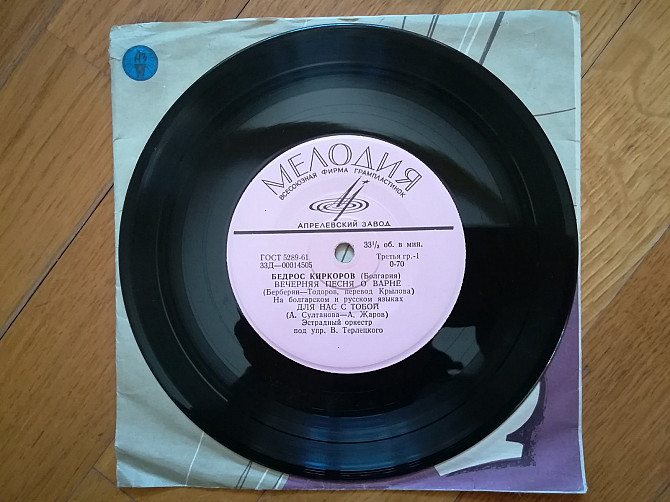 МЕЛОДИЯ
ВСЕСОЮЗНАЯ ФИРМА ГРАМПЛАСТИНОК
АПРЕЛЕВСКИЙ ЗАВОД
33⅓ об. в мин.
ГОСТ 5289-61 Третья гр.-1
33Д—00014505 0-70
БЕДРОС КИРКОРОВ (Болгария)
ВЕЧЕРНЯЯ ПЕСНЯ О ВАРНЕ
(Берберян—Тодоров, перевод Крылова)
На болгарском и русском языках
ДЛЯ НАС С ТОБОЙ
(А. Султанова—А. Жаров)
Эстрадный оркестр
под упр. В. Терлецкого